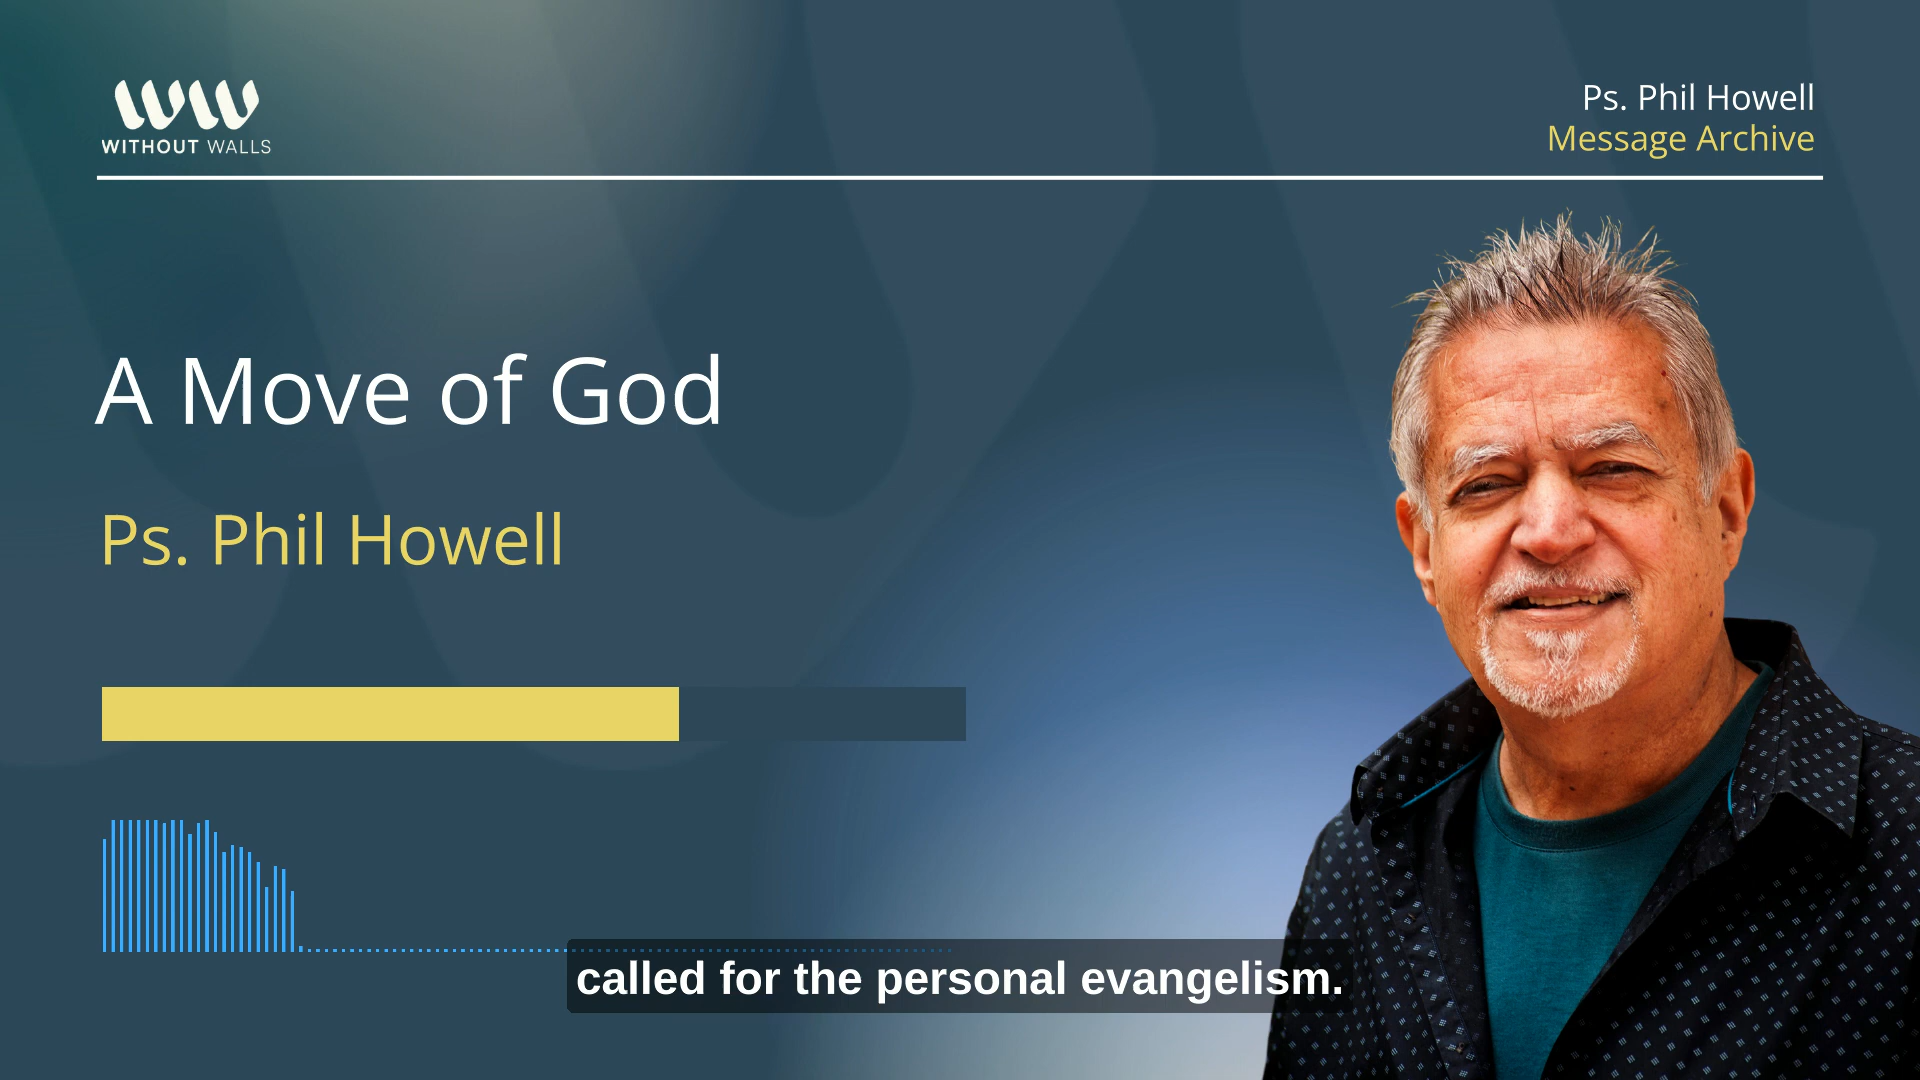 WITHOUT WALLS
Ps. Phil Howell
Message Archive
A Move of God
Ps. Phil Howell
called for the personal evangelism.